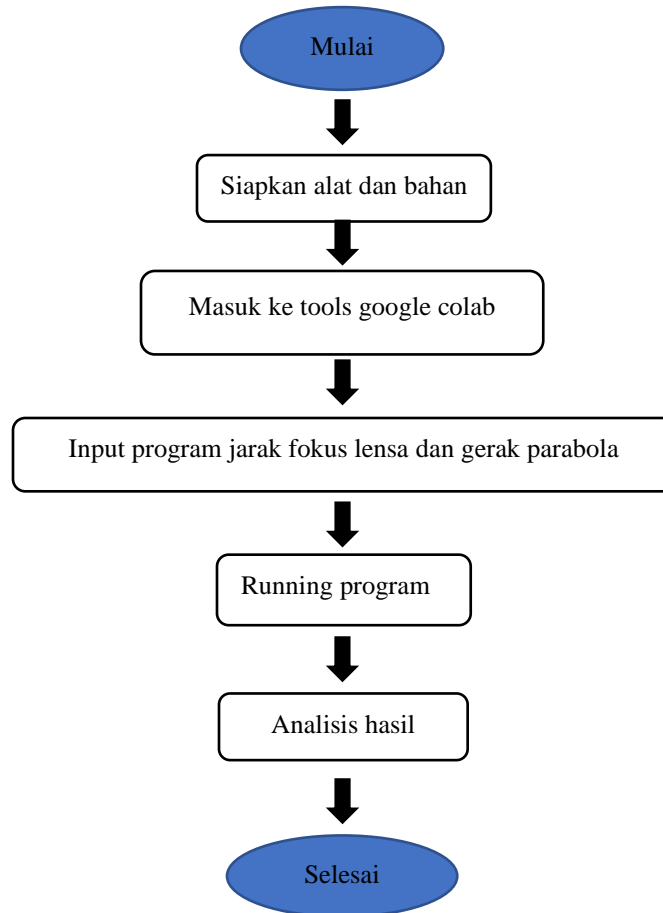 Mulai
Siapkan alat dan bahan
Masuk ke tools google colab
Input program jarak fokus lensa dan gerak parabola
Running program
Analisis hasil
Selesai